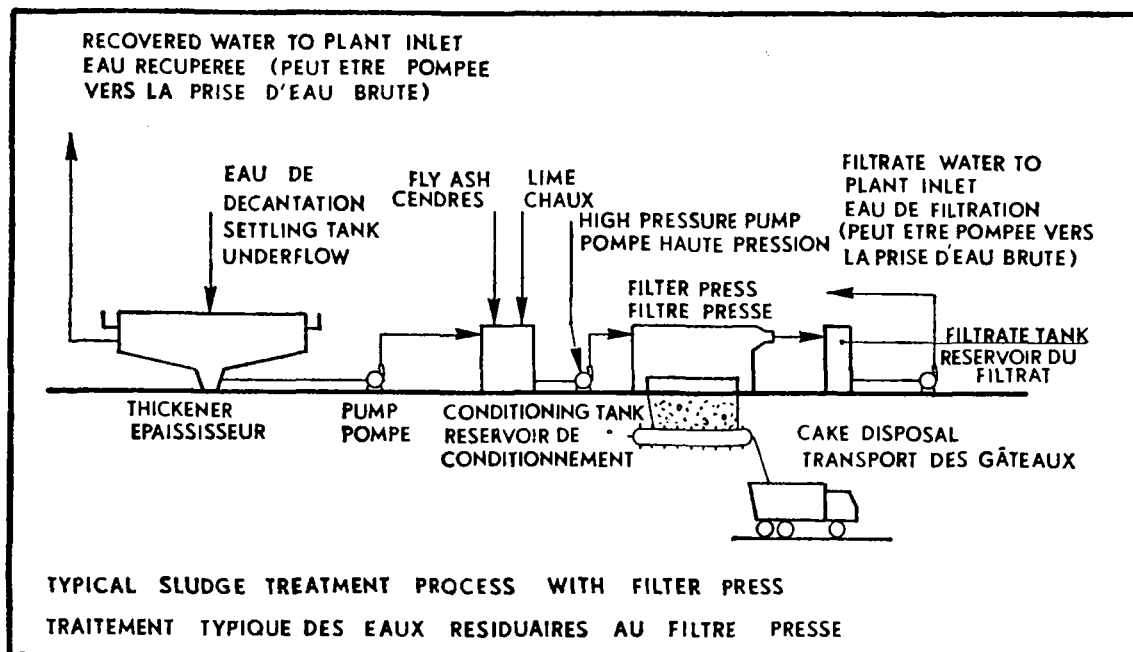 RECOVERED WATER TO PLANT INLET
EAU RECUPEREE (PEUT ETRE POMPEE
VERS LA PRISE D'EAU BRUTE)
EAU DE
DECANTATION
SETTLING TANK
UNDERFLOW
FLY ASH
CENDRES
LIME
CHAUX
HIGH PRESSURE PUMP
POMPE HAUTE PRESSION
FILTRATE WATER TO
PLANT INLET
EAU DE FILTRATION
(PEUT ETRE POMPEE VERS
LA PRISE D'EAU BRUTE)
FILTER PRESS
FILTRE PRESSE
FILTRATE TANK
RESERVOIR DU
FILTRAT
THICKENER
EPAISSISSEUR
PUMP
POMPE
CONDITIONING TANK
RESERVOIR DE
CONDITIONNEMENT
CAKE DISPOSAL
TRANSPORT DES GÂTEAUX
TYPICAL SLUDGE TREATMENT PROCESS WITH FILTER PRESS
TRAITEMENT TYPIQUE DES EAUX RESIDUAIRES AU FILTRE PRESSE